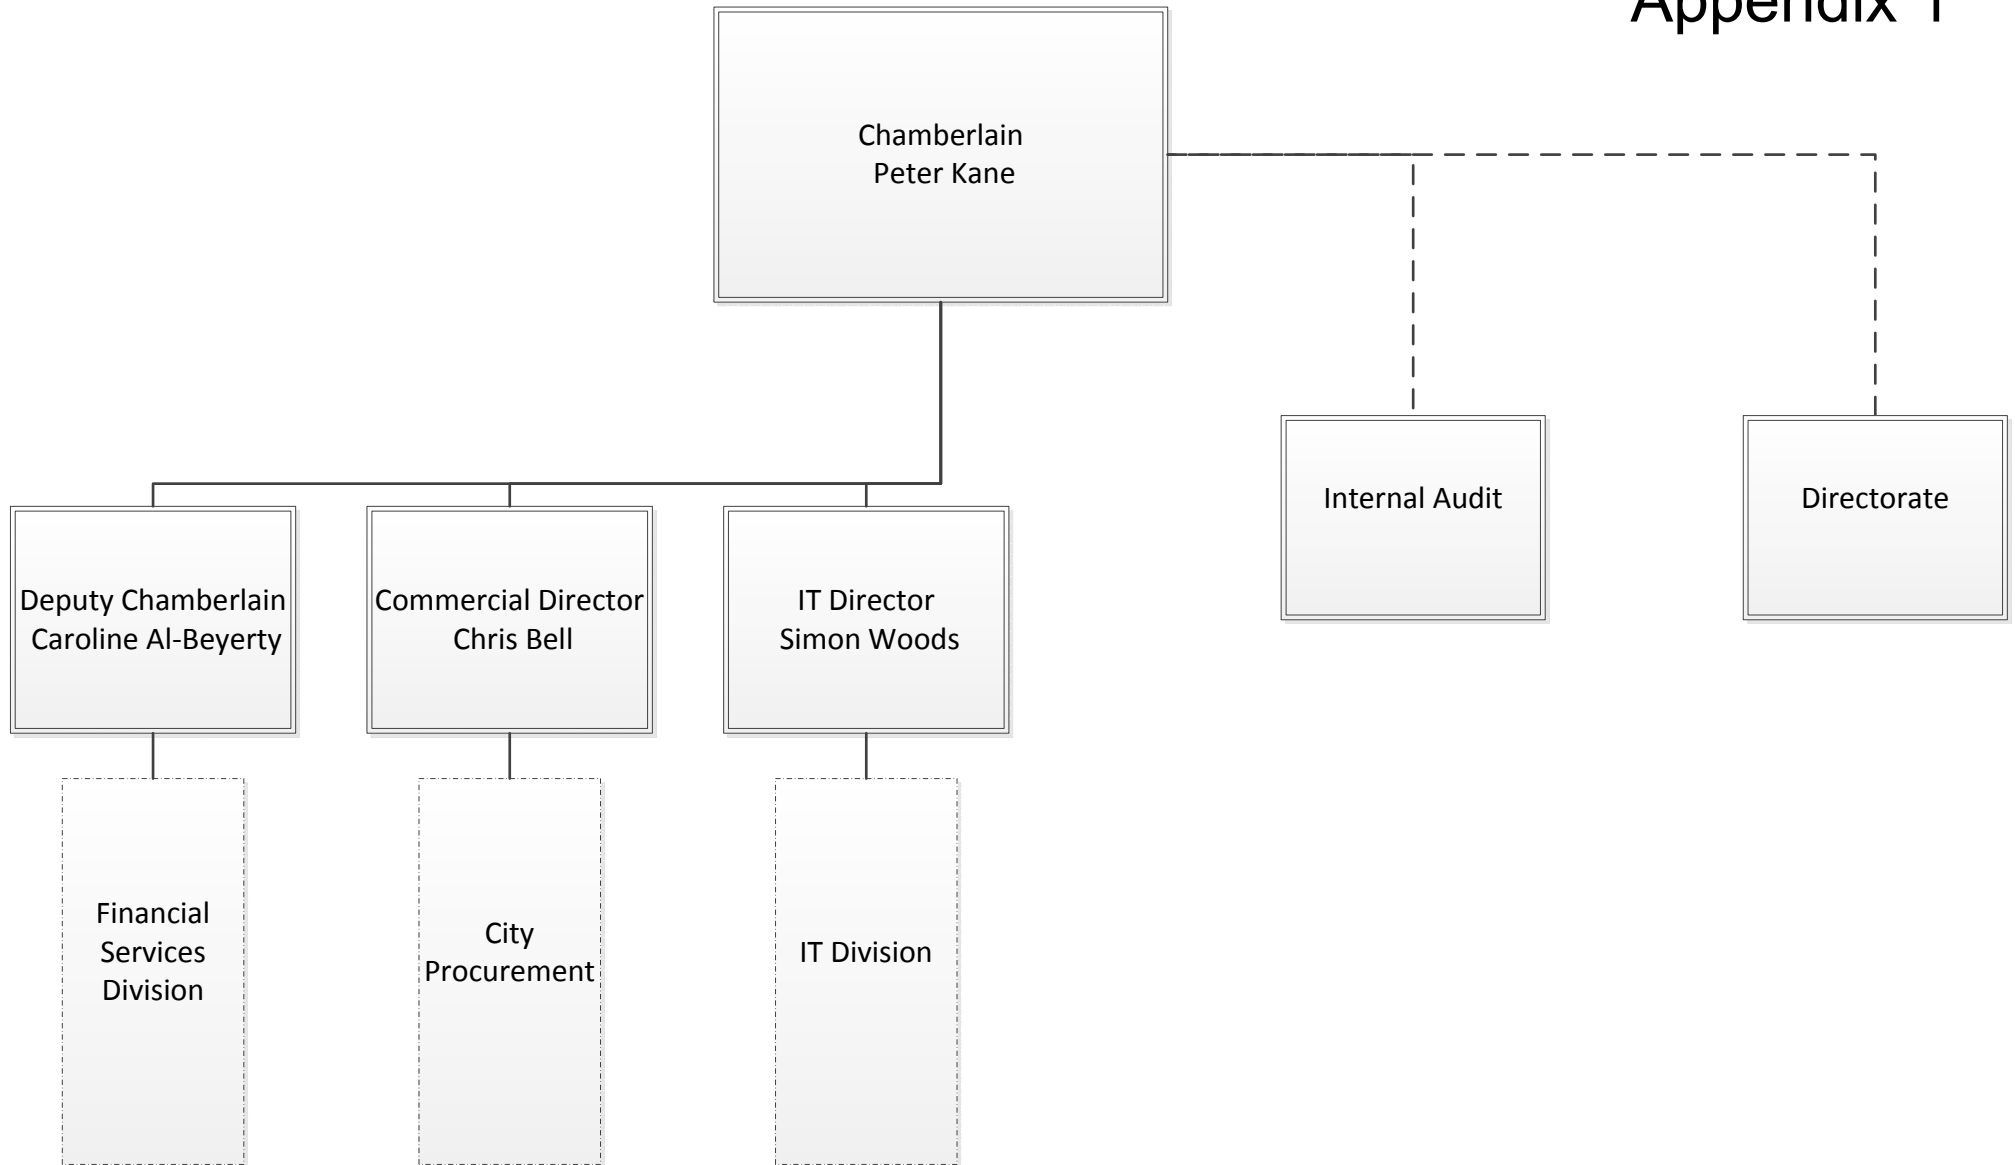 Appendix 1
Chamberlain
Peter Kane
Internal Audit
Directorate
Deputy Chamberlain
Caroline Al-Beyerty
Commercial Director
Chris Bell
IT Director
Simon Woods
Financial
Services
Division
City
Procurement
IT Division